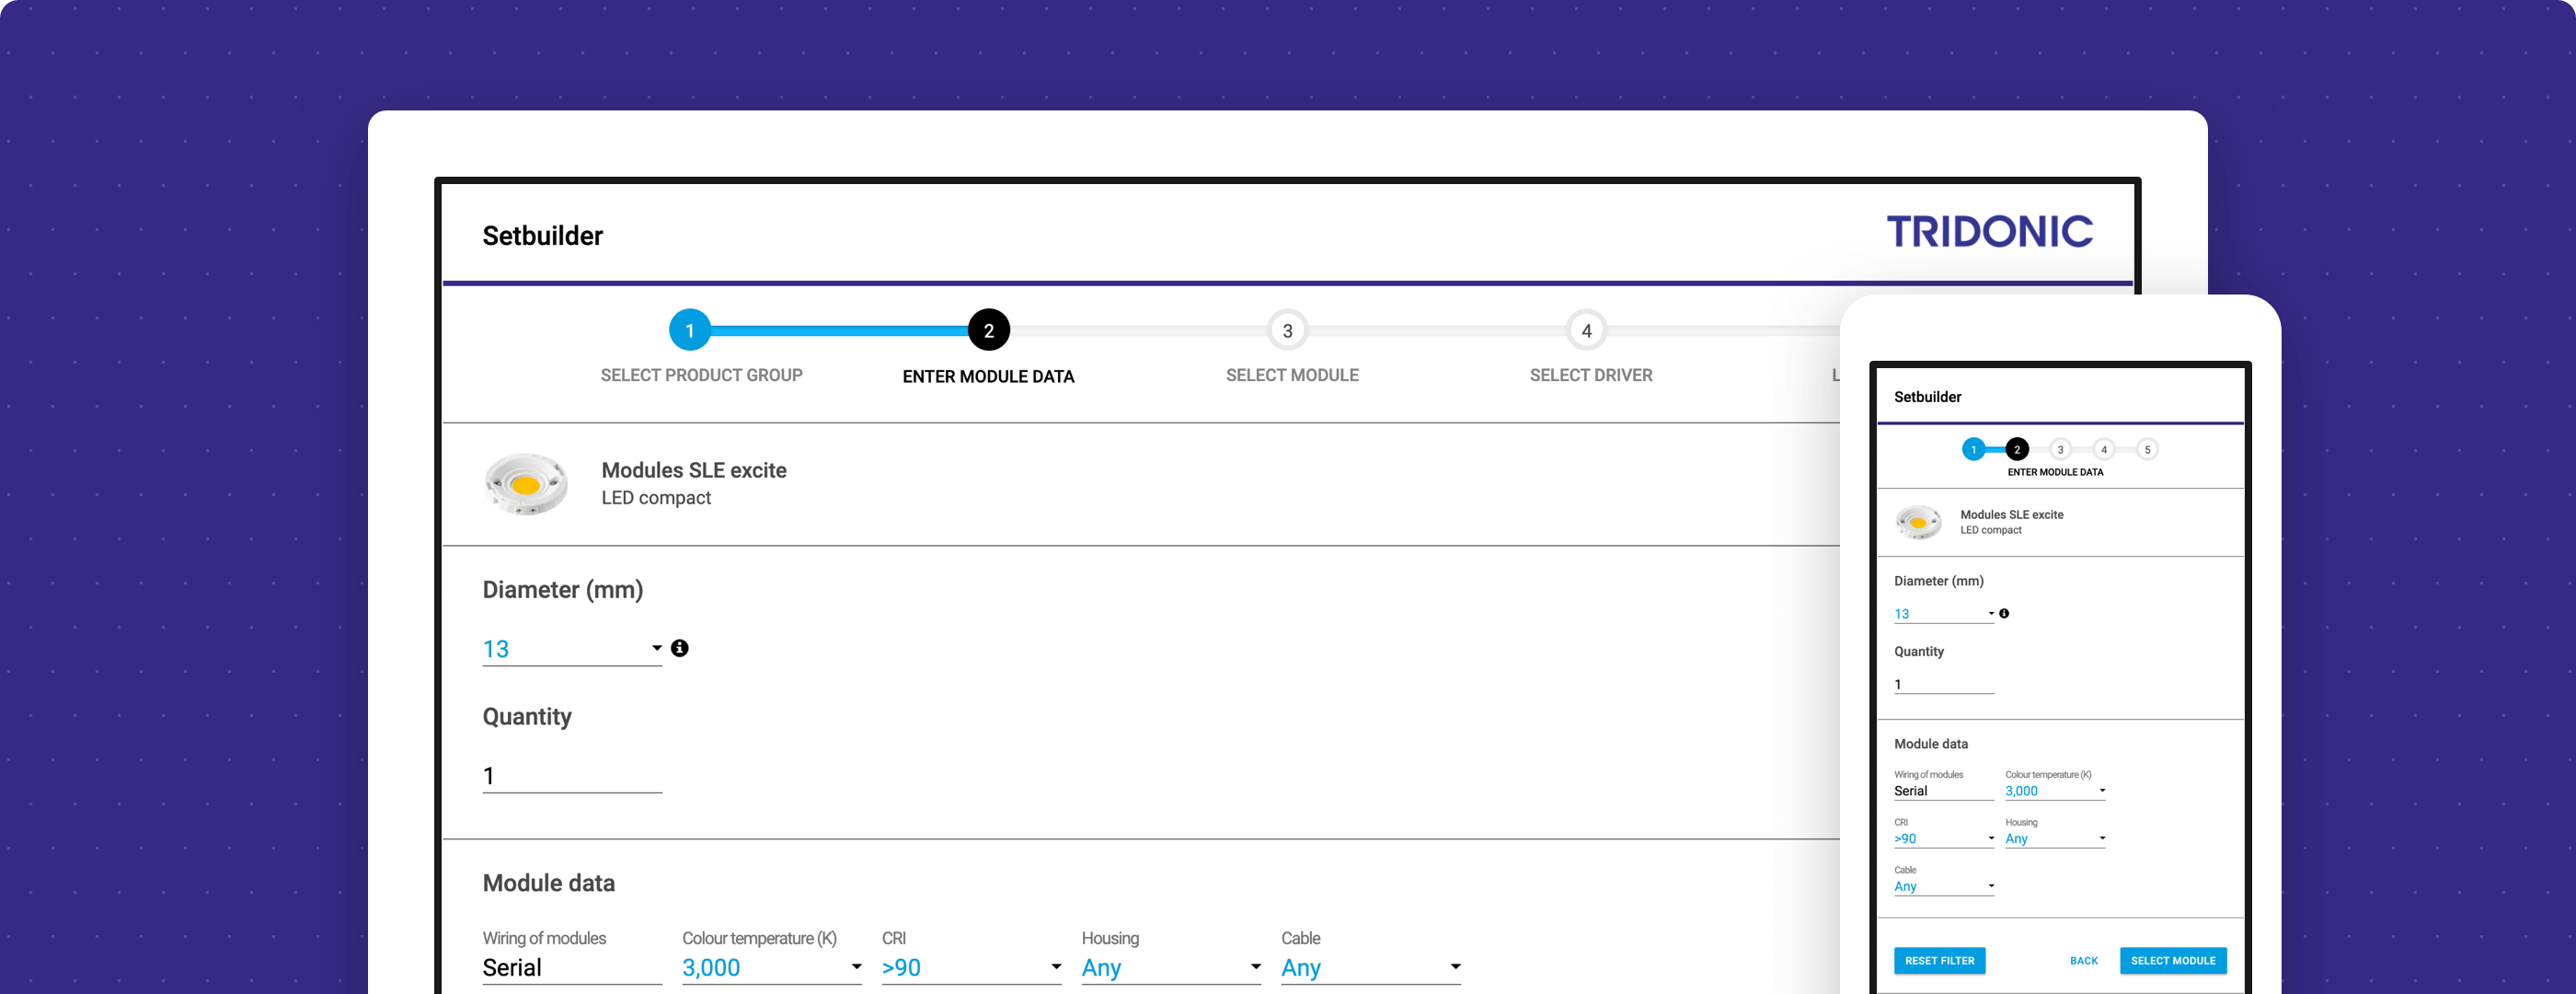 Setbuilder
TRIDONIC
1 2 3 4
SELECT PRODUCT GROUP ENTER MODULE DATA SELECT MODULE SELECT DRIVER L
Modules SLE excite
LED compact
Diameter (mm)
13
Quantity
1
Module data
Wiring of modules Colour temperature (K) CRI Housing Cable
Serial 3,000 >90 Any Any
Setbuilder
1 2 3 4 5
ENTER MODULE DATA
Modules SLE excite
LED compact
Diameter (mm)
13
Quantity
1
Module data
Wiring of modules Colour temperature (K)
Serial 3,000
CRI Housing
>90 Any
Cable
Any
RESET FILTER BACK SELECT MODULE